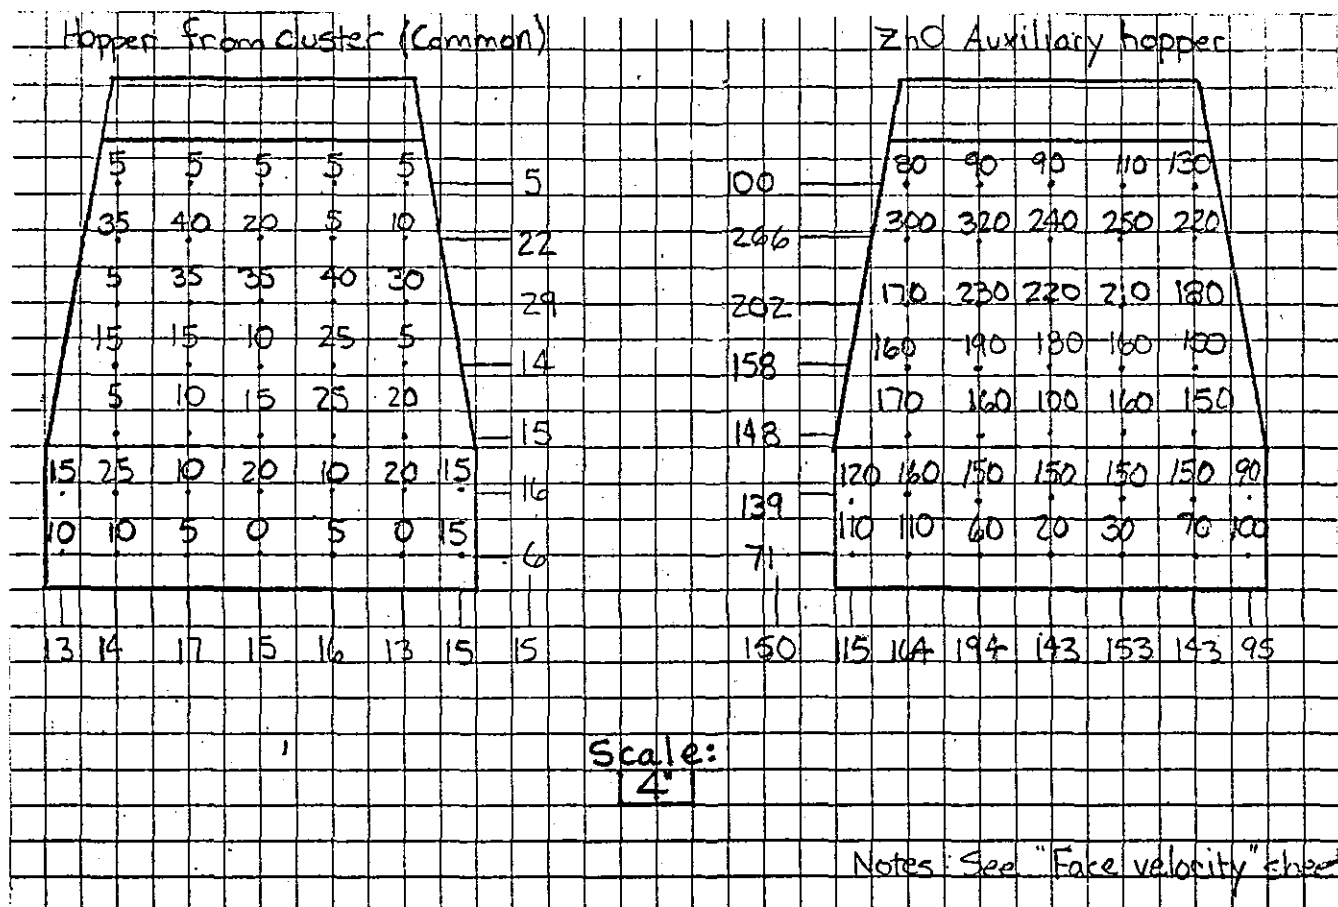 Hopper from cluster (Common)
ZnO Auxiliary hopper
5 5 5 5 5 5
35 40 20 5 10 22
5 35 35 40 30 29
15 15 10 25 5 14
5 10 15 25 20 15
15 25 10 20 10 20 15 16
10 10 5 0 5 0 15 6
13 14 17 15 16 13 15 15
100 80 90 90 110 130
266 300 320 240 250 220
202 170 230 220 210 180
158 160 190 180 160 100
148 170 160 100 160 150
139 120 160 150 150 150 150 90
71 110 110 60 20 30 70 100
150 115 164 194 143 153 143 95
Scale:
4"
Notes: See "Face velocity" shee